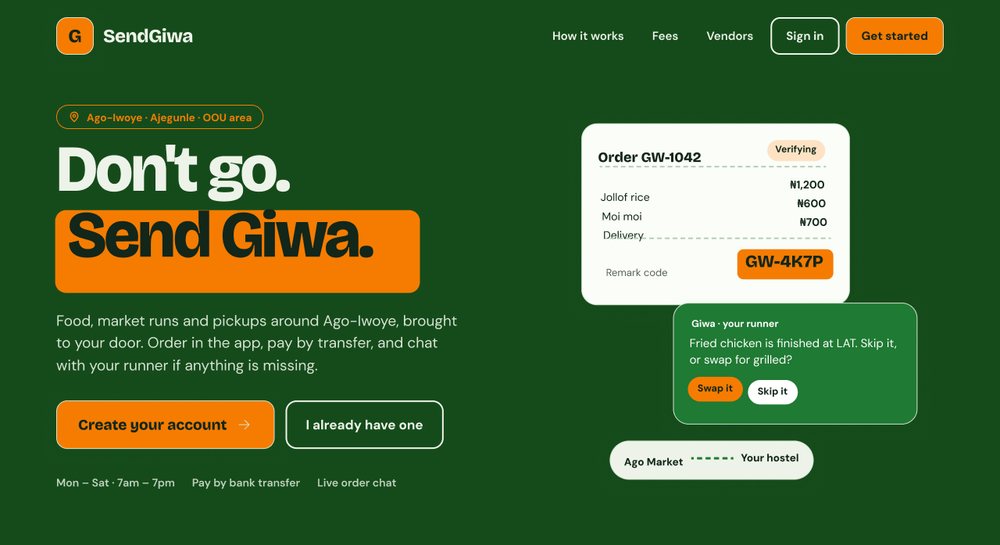 G SendGiwa
How it works Fees Vendors Sign in Get started
Ago-Iwoye · Ajegunle · OOU area
Don't go.
Send Giwa.
Food, market runs and pickups around Ago-Iwoye, brought
to your door. Order in the app, pay by transfer, and chat
with your runner if anything is missing.
Create your account → I already have one
Mon – Sat · 7am – 7pm Pay by bank transfer Live order chat
Order GW-1042 Verifying
Jollof rice ₦1,200
Moi moi ₦600
Delivery ₦700
Remark code GW-4K7P
Giwa · your runner
Fried chicken is finished at LAT. Skip it,
or swap for grilled?
Swap it Skip it
Ago Market Your hostel